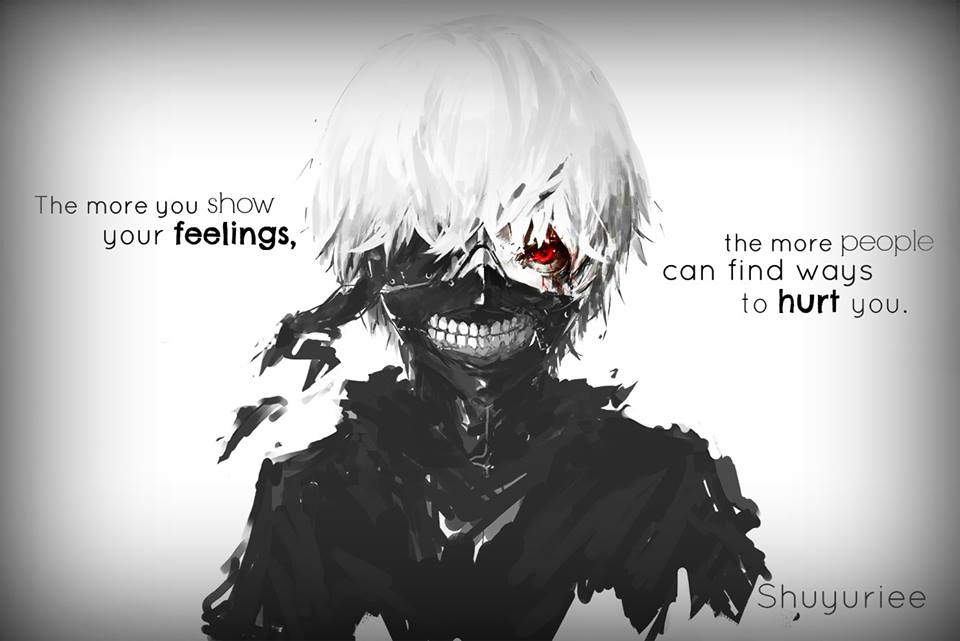 The more you show
your feelings,
the more people
can find ways
to hurt you.
Shuyuriee